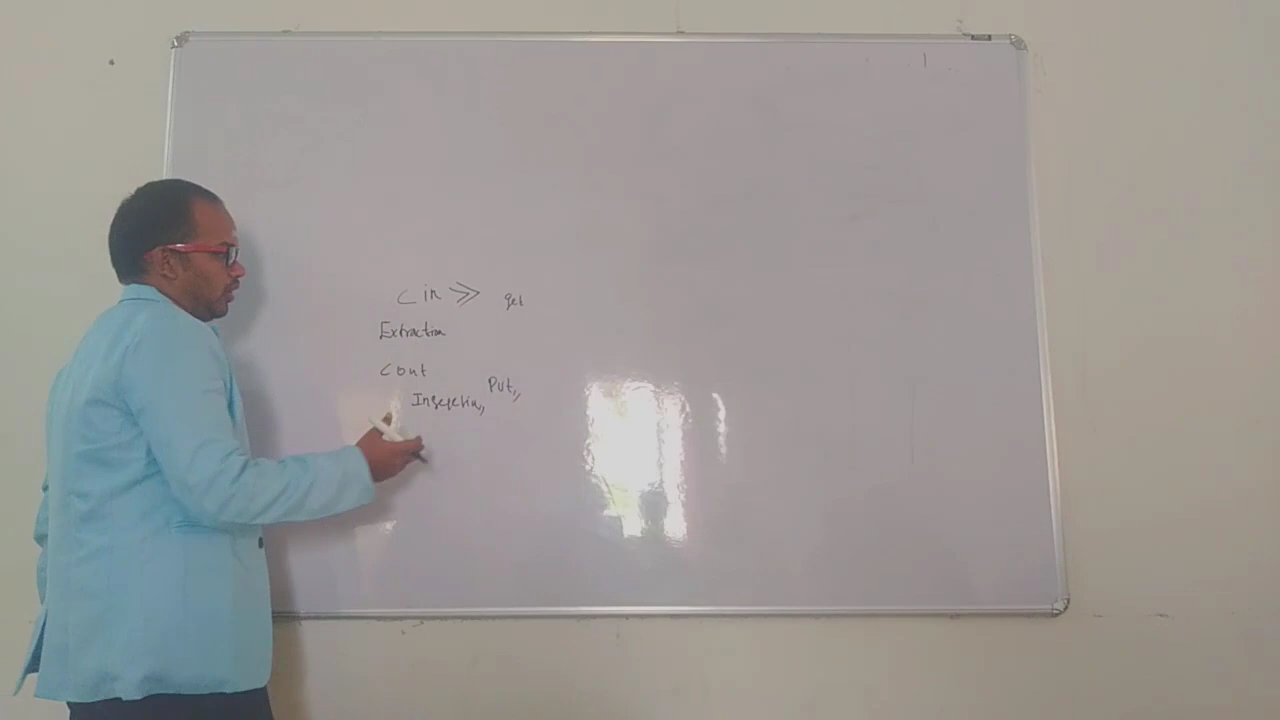 cin >> get
Extraction
cout
Insertion, Put,,